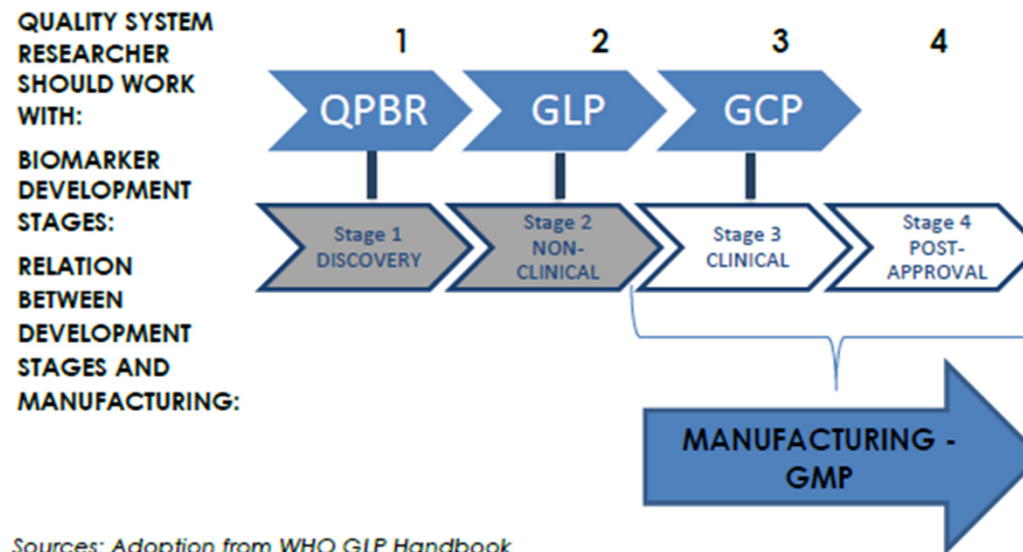 QUALITY SYSTEM
RESEARCHER
SHOULD WORK
WITH:
1
2
3
4
QPBR
GLP
GCP
BIOMARKER
DEVELOPMENT
STAGES:
Stage 1
DISCOVERY
Stage 2
NON-
CLINICAL
Stage 3
CLINICAL
Stage 4
POST-
APPROVAL
RELATION
BETWEEN
DEVELOPMENT
STAGES AND
MANUFACTURING:
MANUFACTURING -
GMP
Sources: Adoption from WHO GLP Handbook